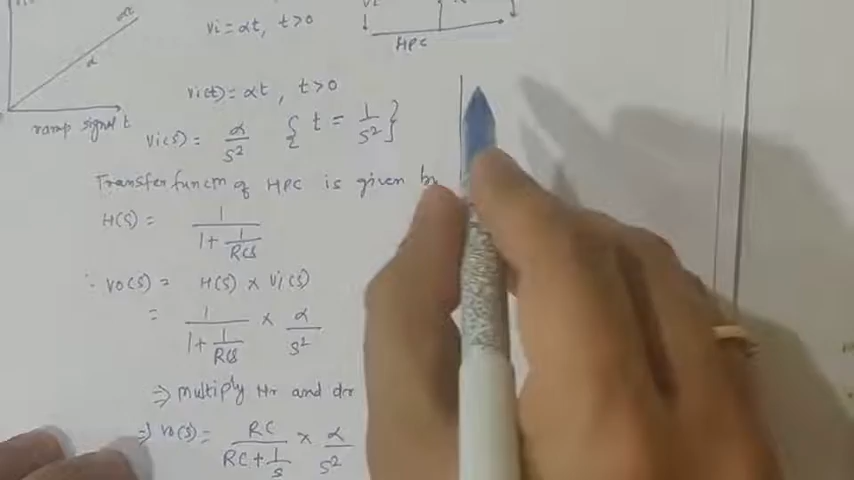 αt
α
ramp signal t
vi = αt, t>0
HPC
vi(t) = αt , t>0
vi(s) = α/s² { t = 1/s² }
Transfer functn of HPC is given by
H(s) = 1/(1+1/RCS)
∴ vo(s) = H(s) × vi(s)
= 1/(1+1/RCS) × α/s²
⇒ multiply Nr and dr
⇒ vo(s) = RC/(RC+1/s) × α/s²